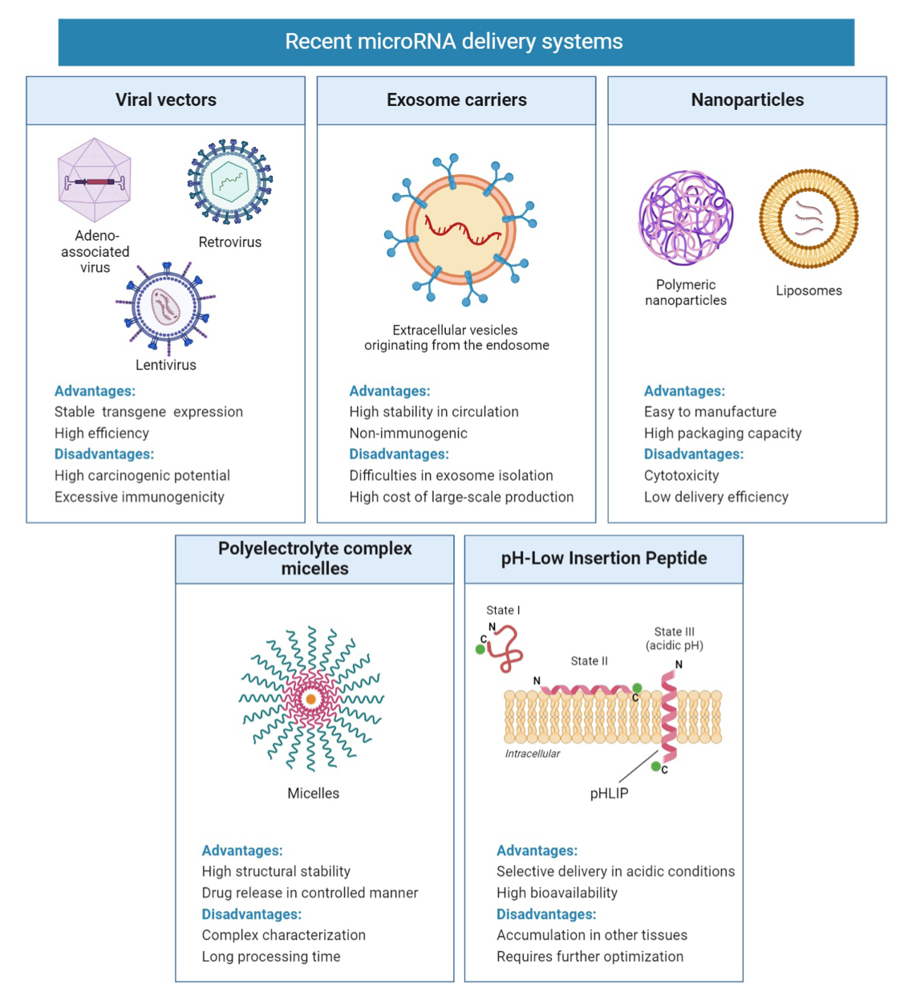 Recent microRNA delivery systems
Viral vectors
Adeno-
associated
virus
Retrovirus
Lentivirus
Advantages:
Stable transgene expression
High efficiency
Disadvantages:
High carcinogenic potential
Excessive immunogenicity
Exosome carriers
Extracellular vesicles
originating from the endosome
Advantages:
High stability in circulation
Non-immunogenic
Disadvantages:
Difficulties in exosome isolation
High cost of large-scale production
Nanoparticles
Polymeric
nanoparticles
Liposomes
Advantages:
Easy to manufacture
High packaging capacity
Disadvantages:
Cytotoxicity
Low delivery efficiency
Polyelectrolyte complex
micelles
Micelles
Advantages:
High structural stability
Drug release in controlled manner
Disadvantages:
Complex characterization
Long processing time
pH-Low Insertion Peptide
State I
N
C
State II
N
C
State III
(acidic pH)
N
C
Intracellular
pHLIP
Advantages:
Selective delivery in acidic conditions
High bioavailability
Disadvantages:
Accumulation in other tissues
Requires further optimization